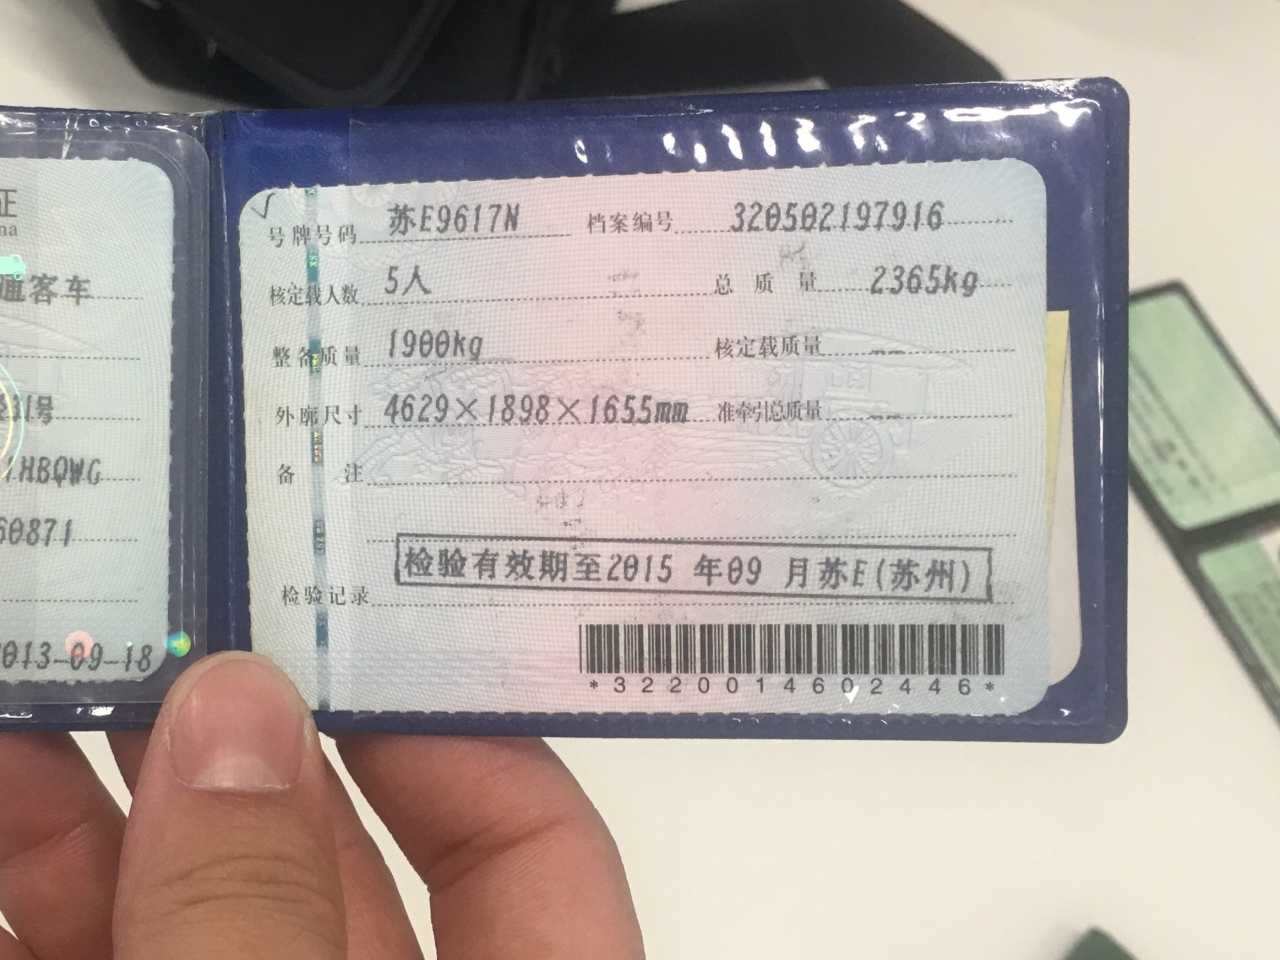 证
na
通客车
1号
HBQWG
60871
2013-09-18
号牌号码 苏E9617N 档案编号 320502197916
核定载人数 5人 总质量 2365kg
整备质量 1900kg 核定载质量 --
外廓尺寸 4629×1898×1655mm 准牵引总质量 --
备注
检验有效期至2015 年09 月苏E(苏州)
检验记录
*3220014602446*